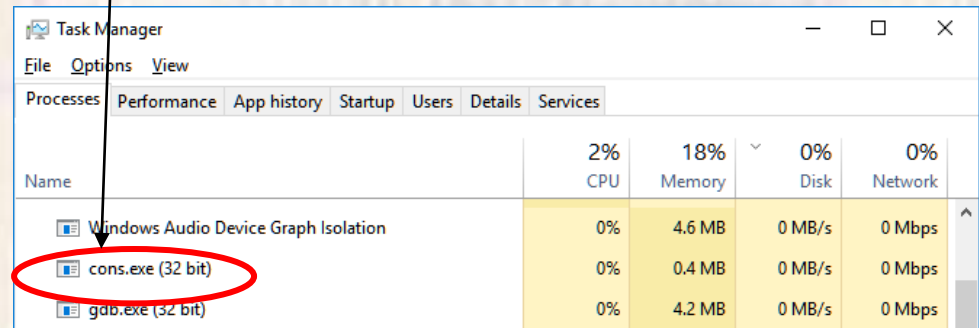 Task Manager
File Options View
Processes Performance App history Startup Users Details Services
2% 18% 0% 0%
Name CPU Memory Disk Network
Windows Audio Device Graph Isolation 0% 4.6 MB 0 MB/s 0 Mbps
cons.exe (32 bit) 0% 0.4 MB 0 MB/s 0 Mbps
gdb.exe (32 bit) 0% 4.2 MB 0 MB/s 0 Mbps